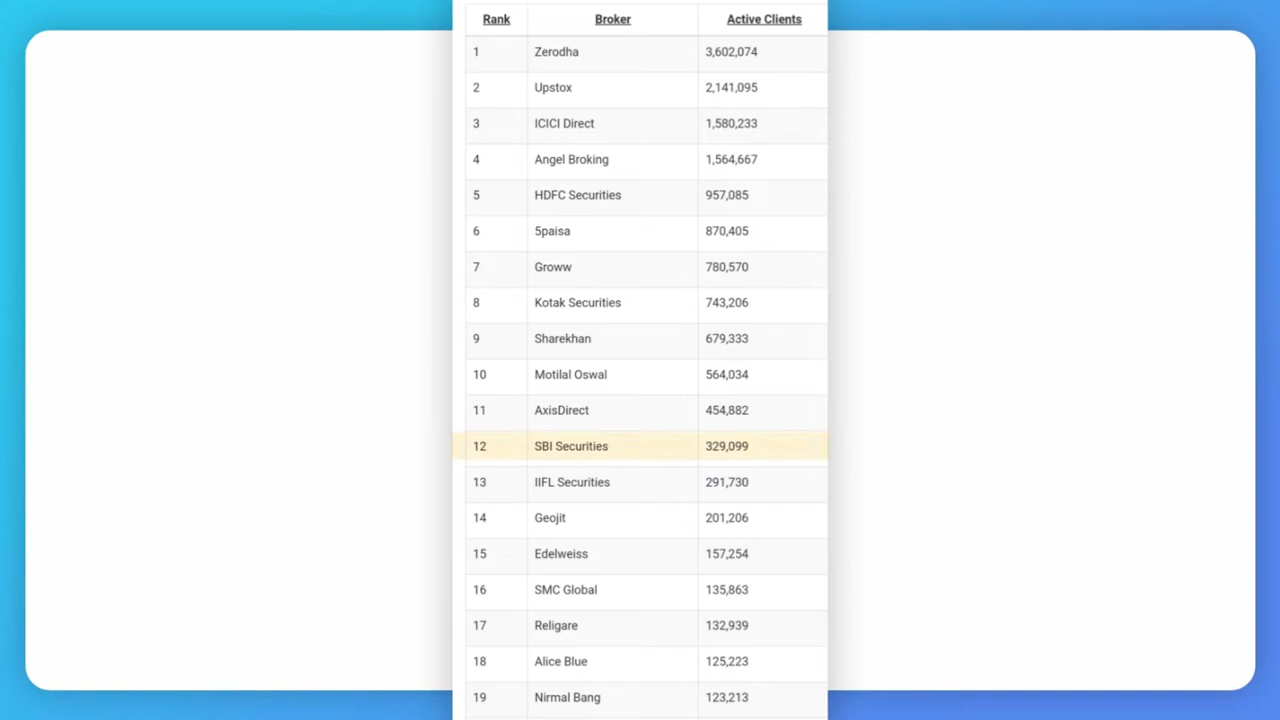 Rank Broker Active Clients
1 Zerodha 3,602,074
2 Upstox 2,141,095
3 ICICI Direct 1,580,233
4 Angel Broking 1,564,667
5 HDFC Securities 957,085
6 5paisa 870,405
7 Groww 780,570
8 Kotak Securities 743,206
9 Sharekhan 679,333
10 Motilal Oswal 564,034
11 AxisDirect 454,882
12 SBI Securities 329,099
13 IIFL Securities 291,730
14 Geojit 201,206
15 Edelweiss 157,254
16 SMC Global 135,863
17 Religare 132,939
18 Alice Blue 125,223
19 Nirmal Bang 123,213